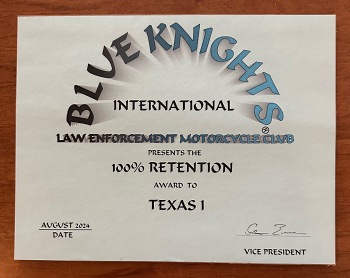 BLUE KNIGHTS®
INTERNATIONAL
LAW ENFORCEMENT MOTORCYCLE CLUB
PRESENTS THE
100% RETENTION
AWARD TO
TEXAS 1
AUGUST 2024
DATE
VICE PRESIDENT